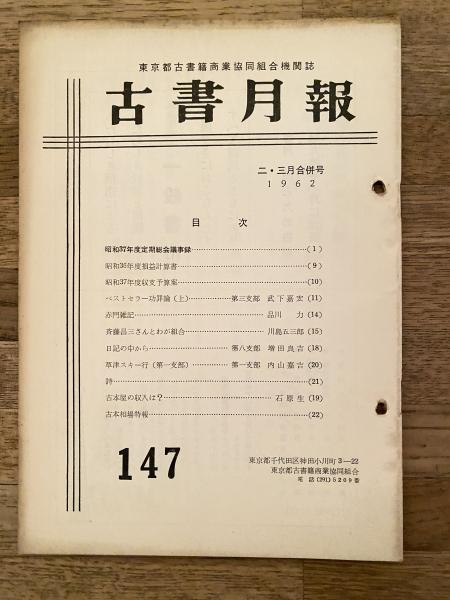 東京都古書籍商業協同組合機関誌
古書月報
二・三月合併号
1962
目次
昭和37年度定期総会議事録………(1)
昭和36年度損益計算書………(9)
昭和37年度収支予算案………(10)
ベストセラー功罪論(上)………第三支部 武下嘉宏(11)
赤門雑記………品川 力(14)
斉藤昌三さんとわが組合………川島五三郎(15)
日記の中から………第八支部 増田良吉(18)
草津スキー行(第一支部)………第一支部 内山嘉吉(20)
詩………(21)
古本屋の収入は?………石原生(19)
古本相場特報………(22)
147
東京都千代田区神田小川町3—22
東京都古書籍商業協同組合
電話(291)5209番